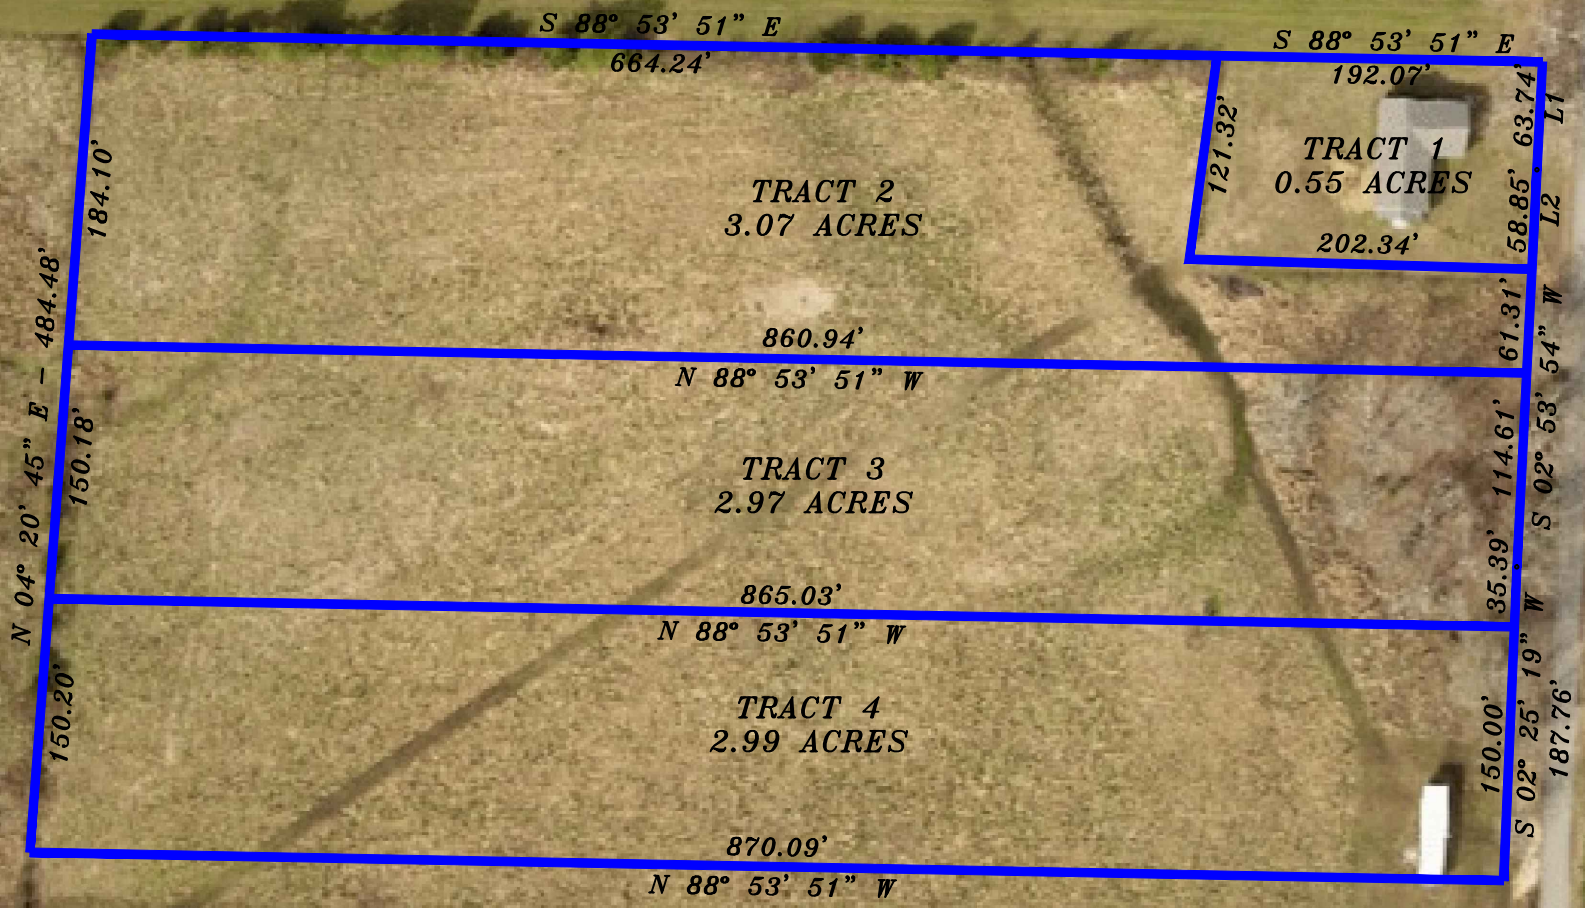 S 88° 53' 51" E
664.24'
S 88° 53' 51" E
192.07'
63.74'
L1
121.32'
TRACT 1
0.55 ACRES
58.85'
L2
202.34'
184.10'
TRACT 2
3.07 ACRES
61.31'
860.94'
N 88° 53' 51" W
N 04° 20' 45" E - 484.48'
150.18'
TRACT 3
2.97 ACRES
114.61'
S 02° 53' 54" W
35.39'
865.03'
N 88° 53' 51" W
150.20'
TRACT 4
2.99 ACRES
150.00'
S 02° 25' 19" W
187.76'
870.09'
N 88° 53' 51" W